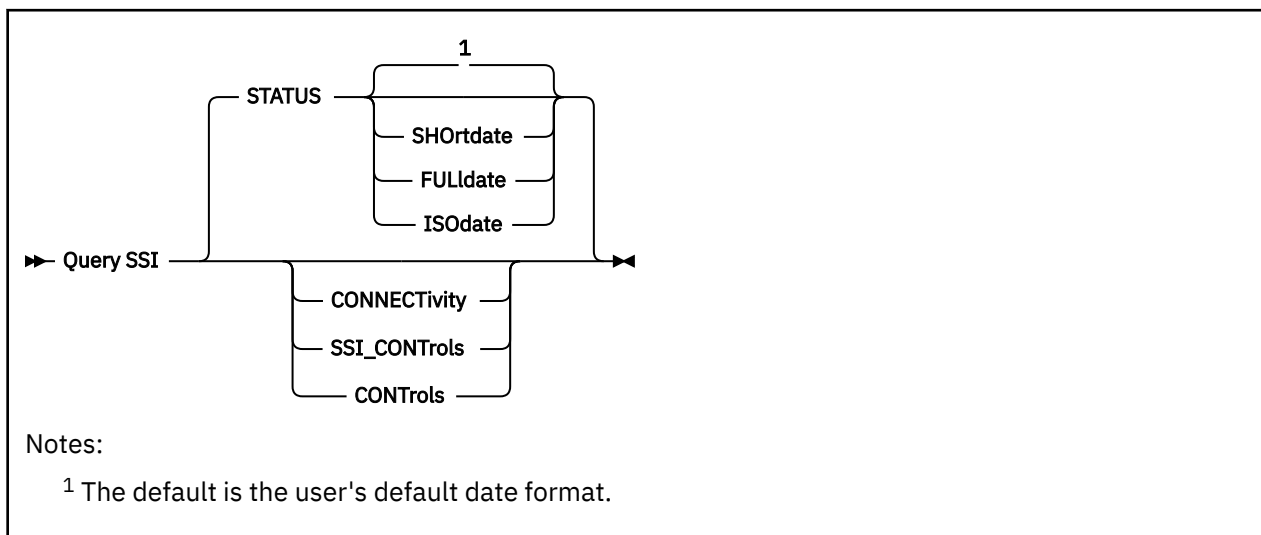 1
STATUS
SHOrtdate
FULldate
ISOdate
Query SSI
CONNECTivity
SSI_CONTrols
CONTrols
Notes:
1 The default is the user's default date format.